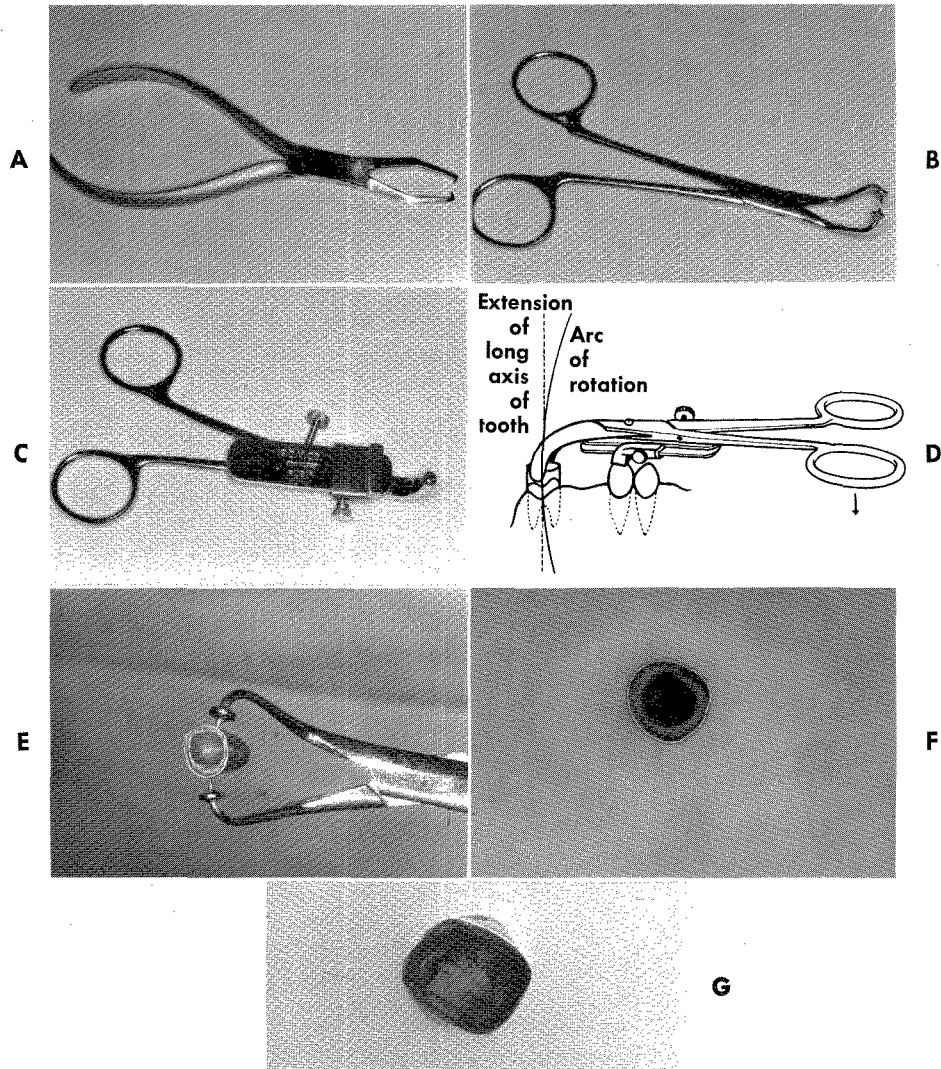 A
B
C
Extension
of
long
axis
of
tooth
Arc
of
rotation
D
E
F
G